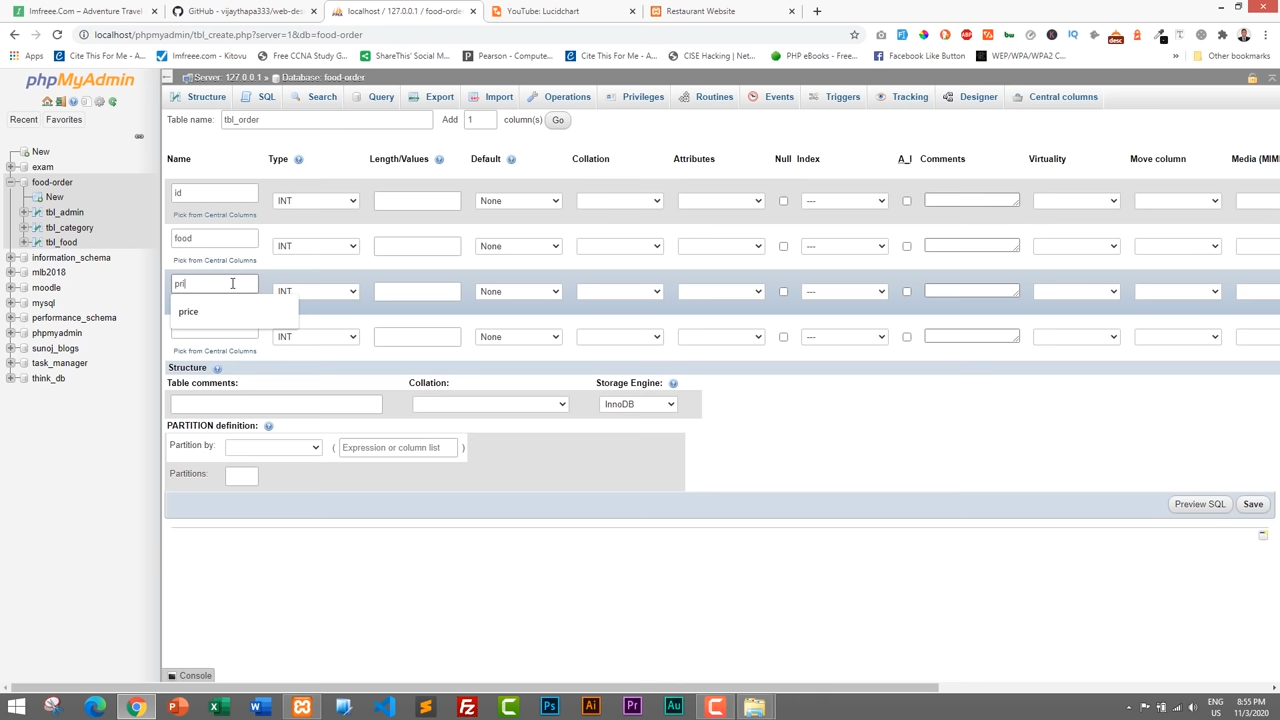 Imfreee.Com – Adventure Travel
GitHub - vijaythapa333/web-des
localhost / 127.0.0.1 / food-orde
YouTube: Lucidchart
Restaurant Website
localhost/phpmyadmin/tbl_create.php?server=1&db=food-order
Apps
Cite This For Me - A...
Imfreee.com - Kitovu
Free CCNA Study G...
ShareThis' Social M...
Pearson - Computer...
Cite This For Me - A...
CISE Hacking | Net...
PHP eBooks - Free...
Facebook Like Button
WEP/WPA/WPA2 C...
Other bookmarks
phpMyAdmin
Recent
Favorites
New
exam
food-order
New
tbl_admin
tbl_category
tbl_food
information_schema
mlb2018
moodle
mysql
performance_schema
phpmyadmin
sunoj_blogs
task_manager
think_db
Server: 127.0.0.1 » Database: food-order
Structure SQL Search Query Export Import Operations Privileges Routines Events Triggers Tracking Designer Central columns
Table name: tbl_order Add 1 column(s) Go
Name Type Length/Values Default Collation Attributes Null Index A_I Comments Virtuality Move column Media (MIM
id INT None ---
Pick from Central Columns
food INT None ---
Pick from Central Columns
pri INT None ---
price
INT None ---
Pick from Central Columns
Structure
Table comments: Collation: Storage Engine:
InnoDB
PARTITION definition:
Partition by: ( Expression or column list )
Partitions:
Preview SQL Save
Console
ENG 8:55 PM
US 11/3/2020